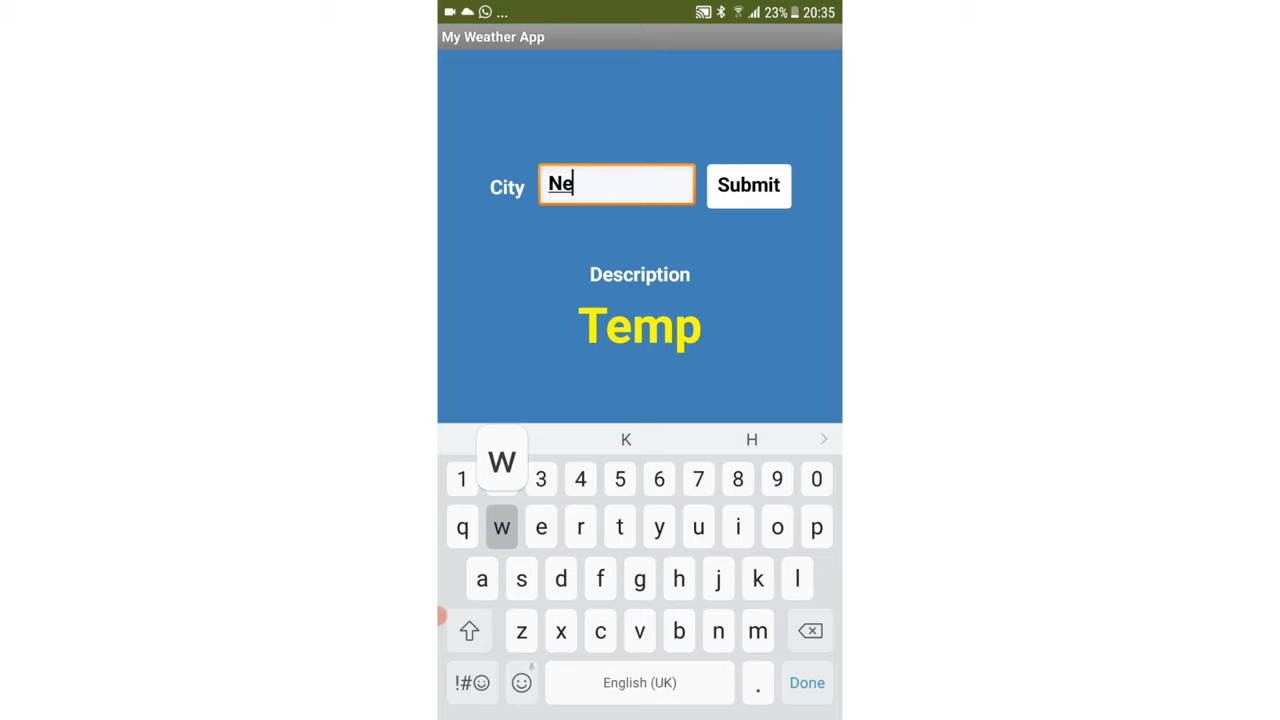 ... 23% 20:35
My Weather App
City Ne Submit
Description
Temp
K H
w
1 3 4 5 6 7 8 9 0
q w e r t y u i o p
a s d f g h j k l
z x c v b n m
!#☺ English (UK) . Done